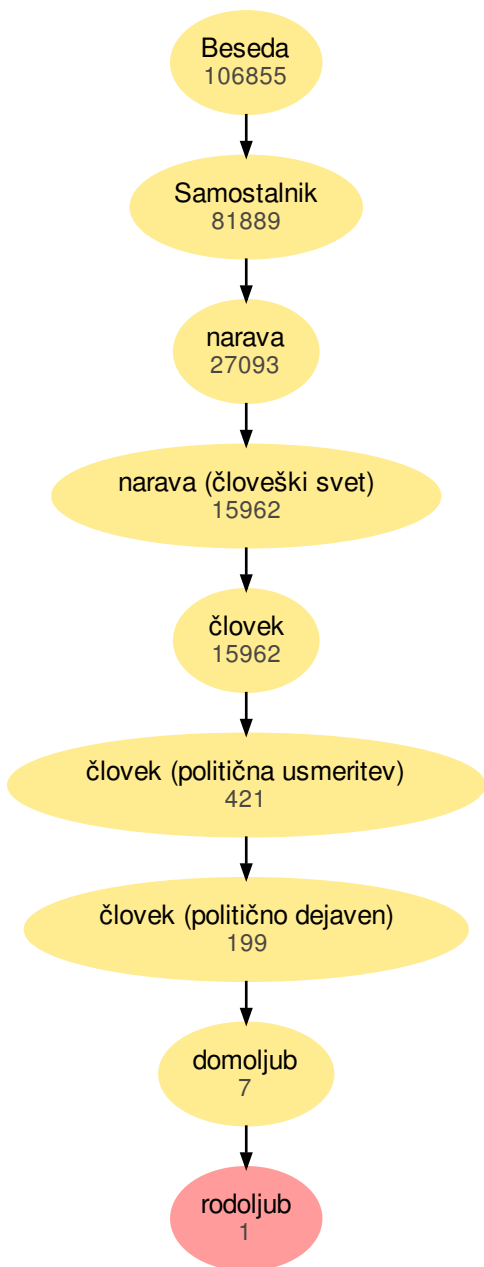 Beseda
106855
Samostalnik
81889
narava
27093
narava (človeški svet)
15962
človek
15962
človek (politična usmeritev)
421
človek (politično dejaven)
199
domoljub
7
rodoljub
1